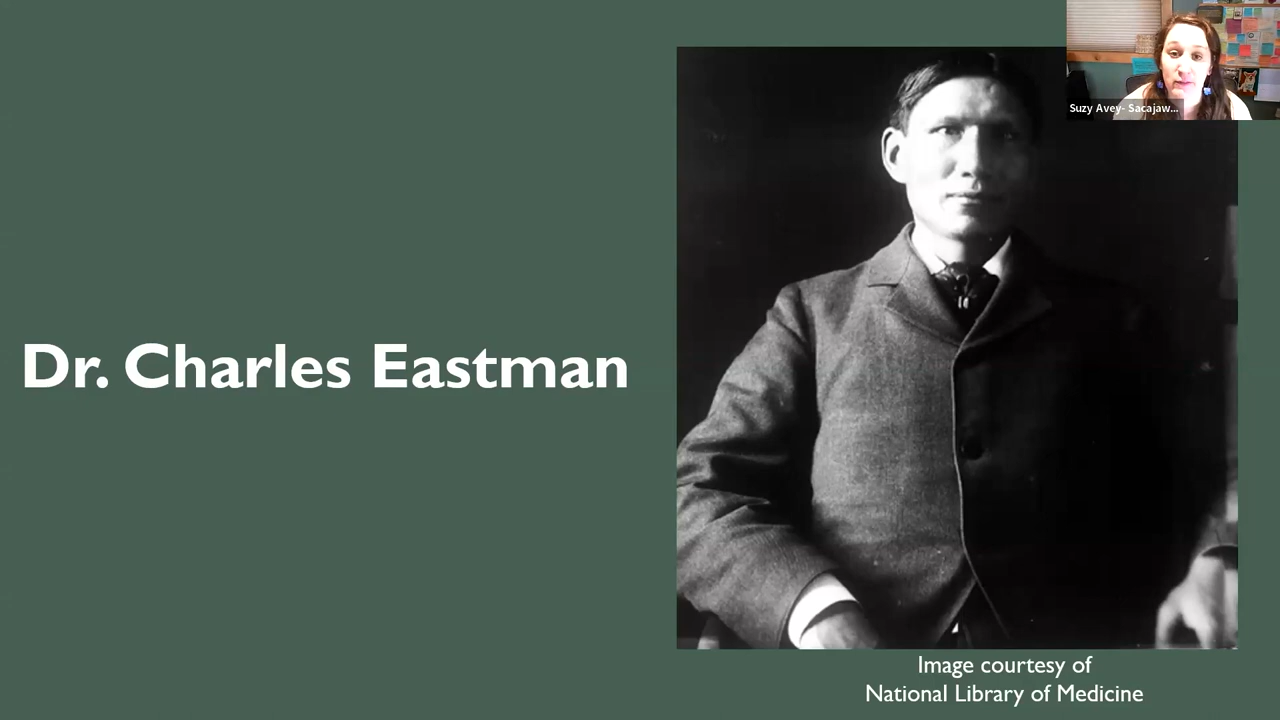 Suzy Avey- Sacajaw...
Dr. Charles Eastman
Image courtesy of
National Library of Medicine